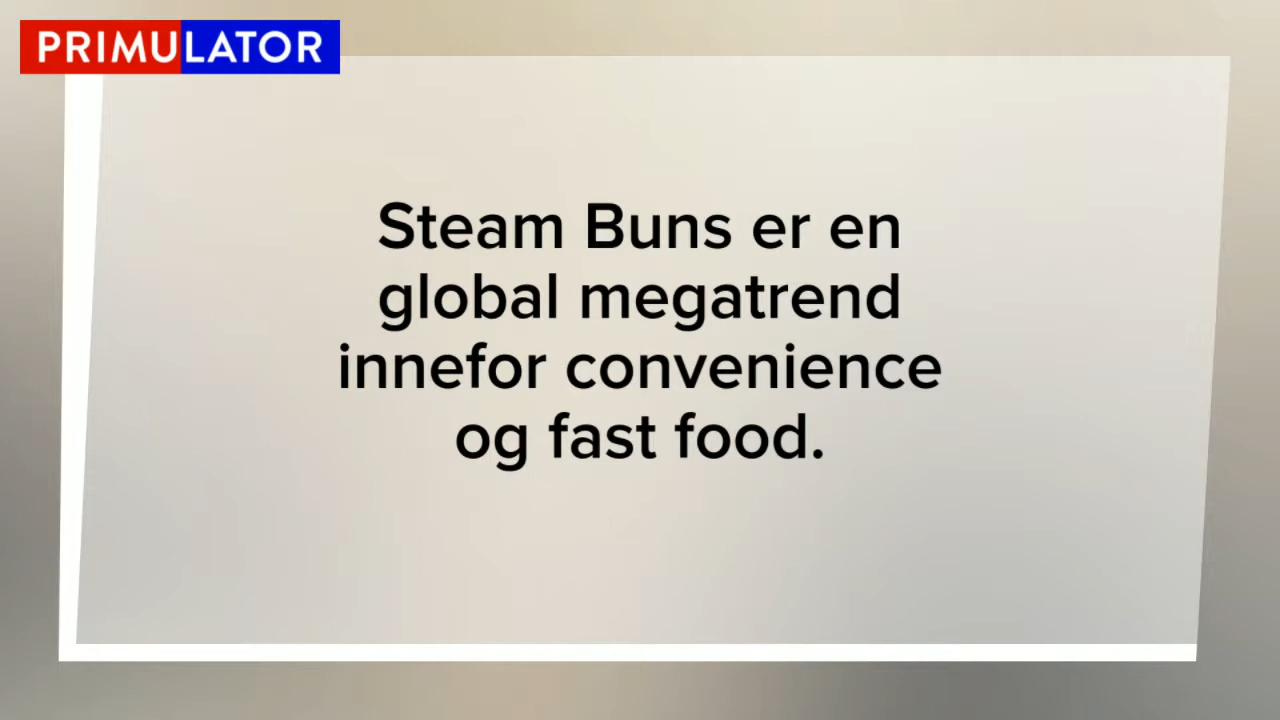 PRIMULATOR
Steam Buns er en
global megatrend
innefor convenience
og fast food.